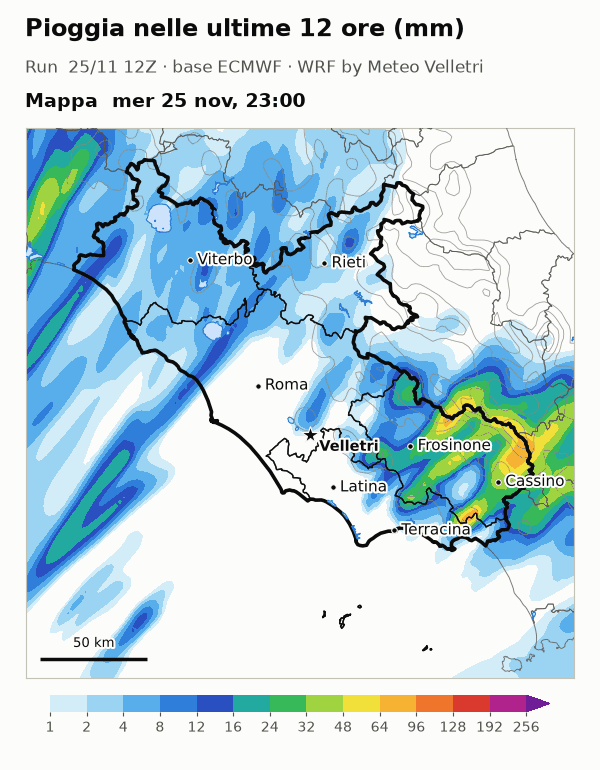 Pioggia nelle ultime 12 ore (mm)
Run  25/11 12Z · base ECMWF · WRF by Meteo Velletri
Mappa  mer 25 nov, 23:00
Viterbo
Rieti
Roma
Velletri
Frosinone
Cassino
Latina
Terracina
50 km
1 2 4 8 12 16 24 32 48 64 96 128 192 256